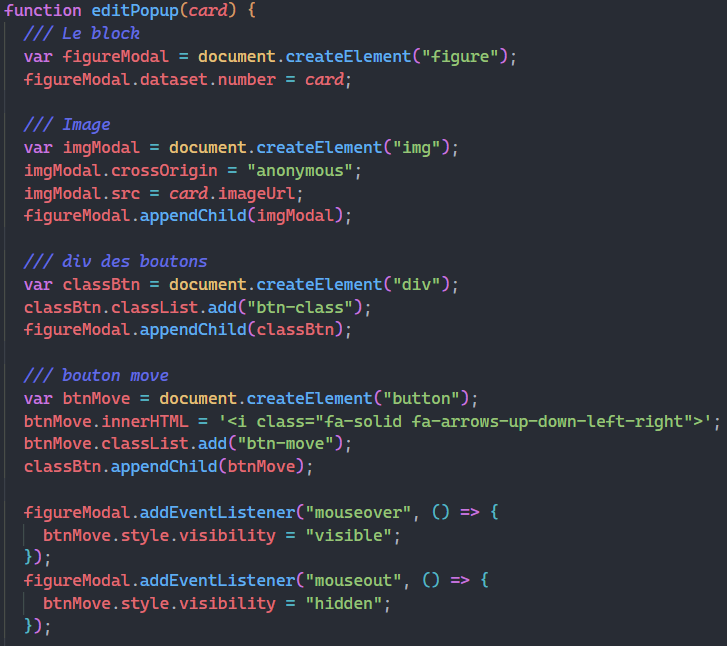 function editPopup(card) {
/// Le block
var figureModal = document.createElement("figure");
figureModal.dataset.number = card;
/// Image
var imgModal = document.createElement("img");
imgModal.crossOrigin = "anonymous";
imgModal.src = card.imageUrl;
figureModal.appendChild(imgModal);
/// div des boutons
var classBtn = document.createElement("div");
classBtn.classList.add("btn-class");
figureModal.appendChild(classBtn);
/// bouton move
var btnMove = document.createElement("button");
btnMove.innerHTML = '<i class="fa-solid fa-arrows-up-down-left-right">';
btnMove.classList.add("btn-move");
classBtn.appendChild(btnMove);
figureModal.addEventListener("mouseover", () => {
btnMove.style.visibility = "visible";
});
figureModal.addEventListener("mouseout", () => {
btnMove.style.visibility = "hidden";
});